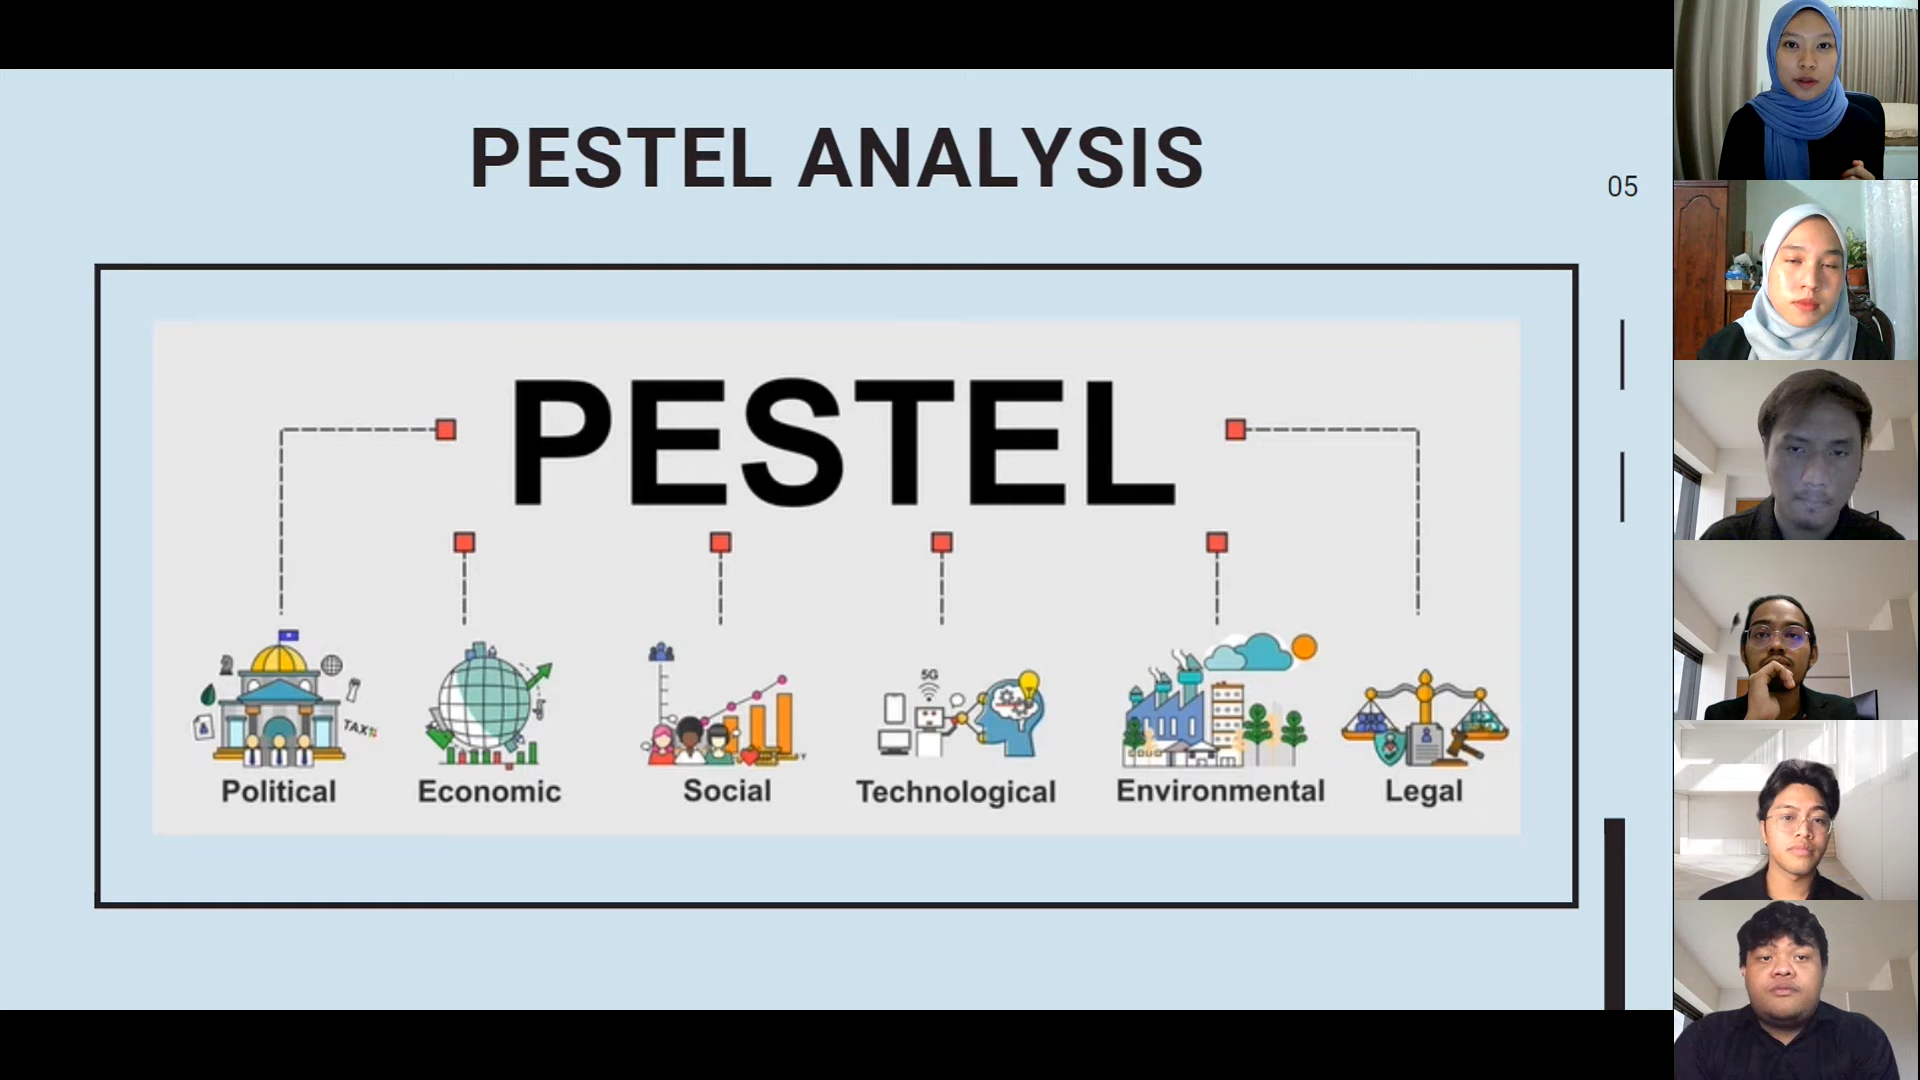 PESTEL ANALYSIS
05
PESTEL
5G
TAX
Political
Economic
Social
Technological
Environmental
Legal